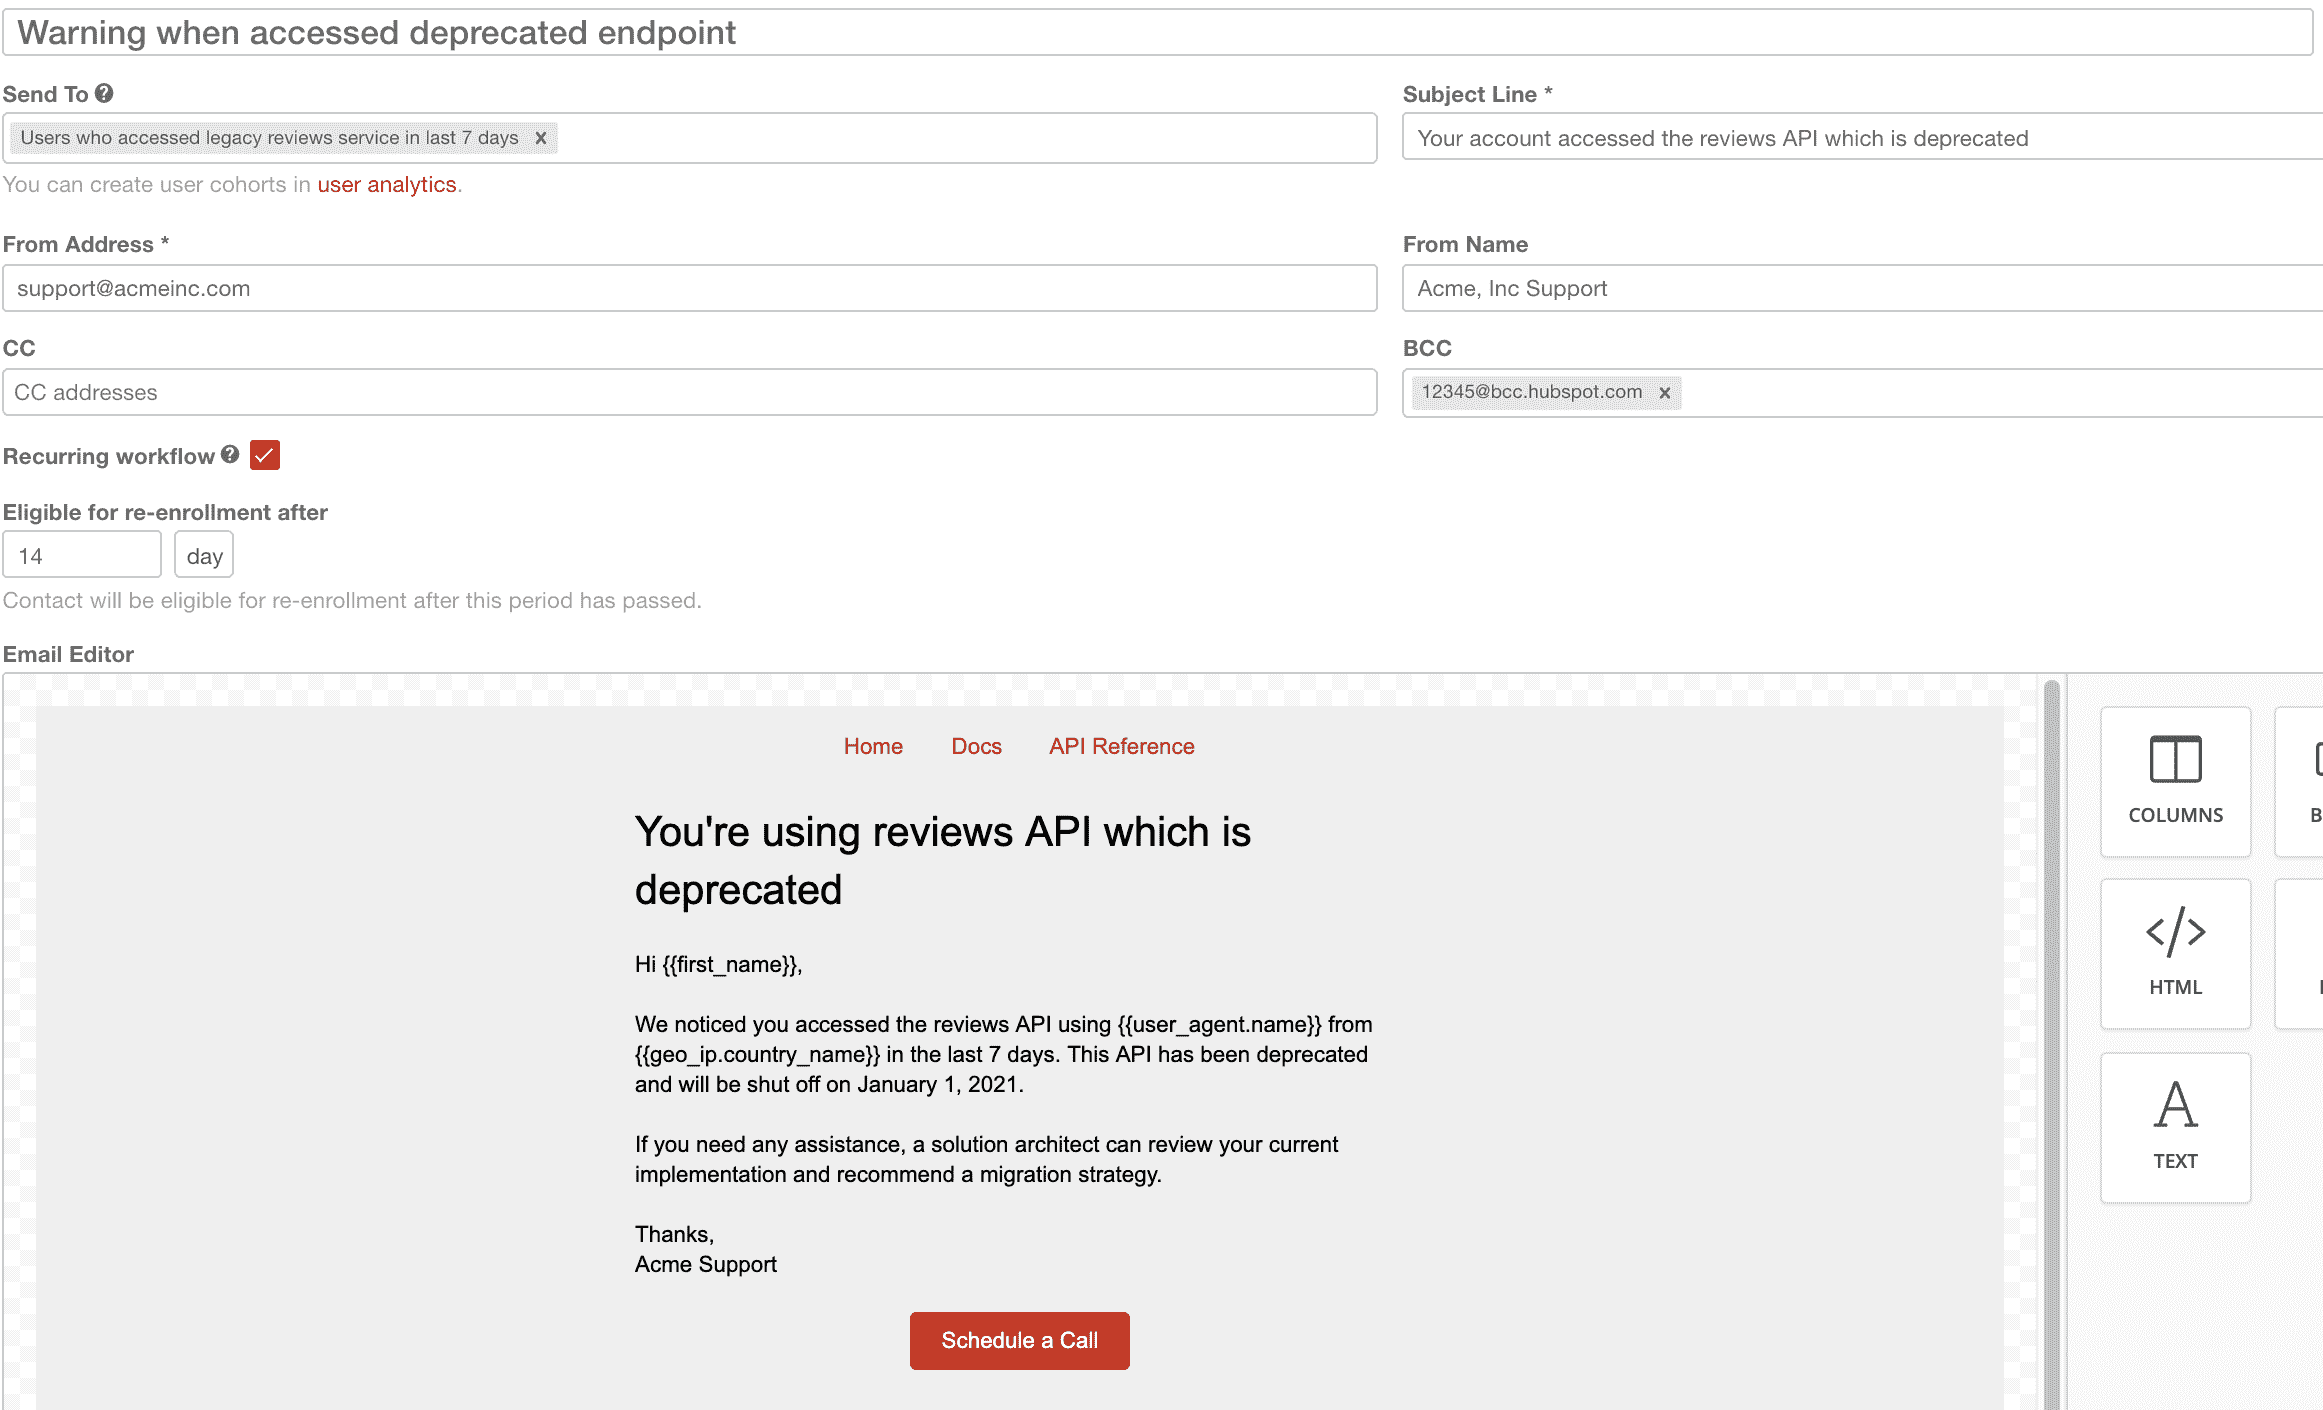 Warning when accessed deprecated endpoint
Send To
Subject Line *
Users who accessed legacy reviews service in last 7 days x
Your account accessed the reviews API which is deprecated
You can create user cohorts in user analytics.
From Address *
From Name
support@acmeinc.com
Acme, Inc Support
CC
BCC
CC addresses
12345@bcc.hubspot.com x
Recurring workflow
Eligible for re-enrollment after
14 day
Contact will be eligible for re-enrollment after this period has passed.
Email Editor
Home Docs API Reference
You're using reviews API which is
deprecated
Hi {{first_name}},
We noticed you accessed the reviews API using {{user_agent.name}} from
{{geo_ip.country_name}} in the last 7 days. This API has been deprecated
and will be shut off on January 1, 2021.
If you need any assistance, a solution architect can review your current
implementation and recommend a migration strategy.
Thanks,
Acme Support
Schedule a Call
COLUMNS
HTML
TEXT